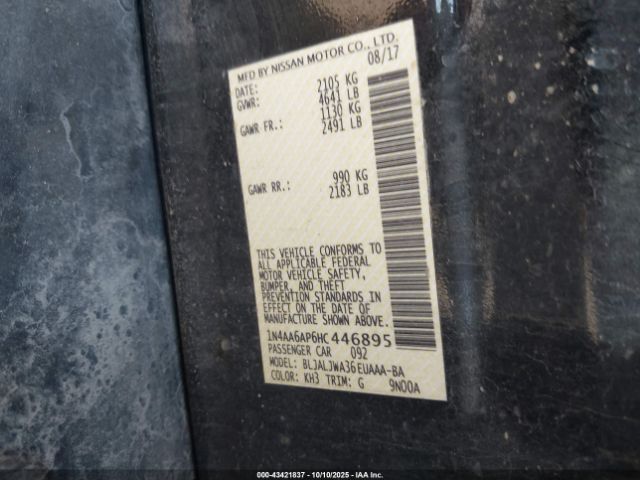 MFD BY NISSAN MOTOR CO., LTD.
DATE: 08/17
GVWR: 2105 KG
4641 LB
GAWR FR.: 1130 KG
2491 LB
GAWR RR.: 990 KG
2183 LB
THIS VEHICLE CONFORMS TO
ALL APPLICABLE FEDERAL
MOTOR VEHICLE SAFETY,
BUMPER, AND THEFT
PREVENTION STANDARDS IN
EFFECT ON THE DATE OF
MANUFACTURE SHOWN ABOVE.
1N4AA6AP6HC446895
PASSENGER CAR 092
MODEL: BLJALJWA36EUAAA-BA
COLOR: KH3 TRIM: G 9N00A
000-43421837 - 10/10/2025 - IAA Inc.